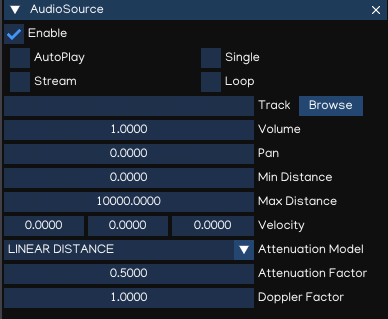 AudioSource
Enable
AutoPlay Single
Stream Loop
Track Browse
1.0000 Volume
0.0000 Pan
0.0000 Min Distance
10000.0000 Max Distance
0.0000 0.0000 0.0000 Velocity
LINEAR DISTANCE Attenuation Model
0.5000 Attenuation Factor
1.0000 Doppler Factor